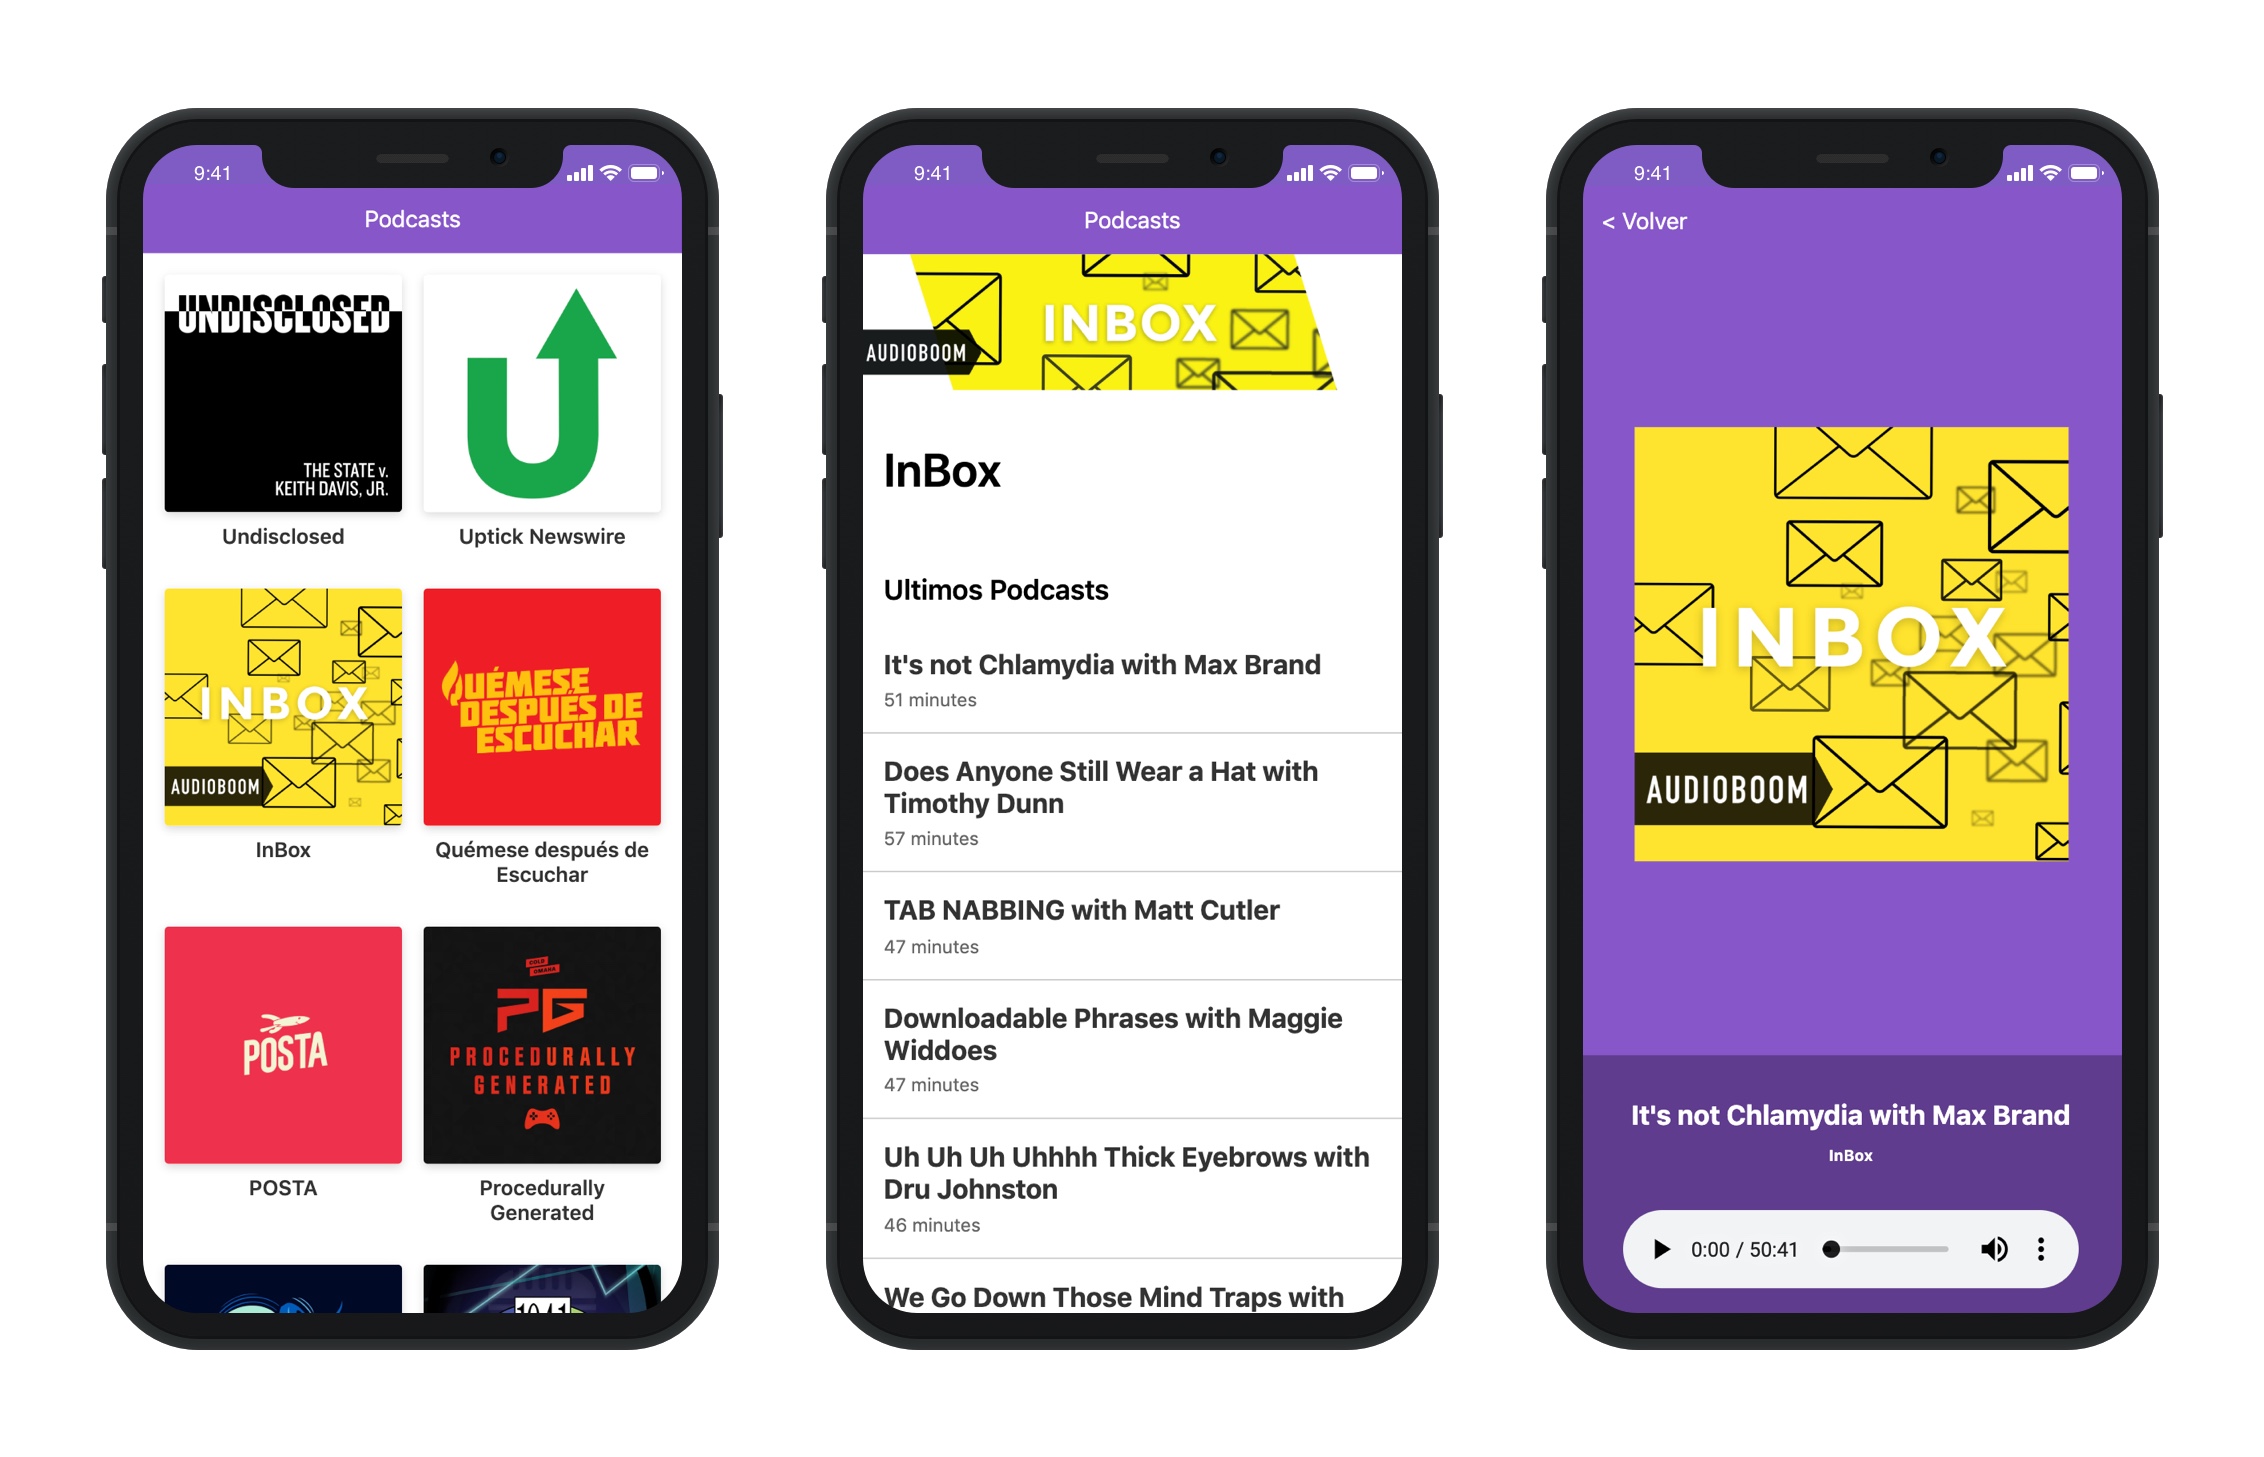 9:41
Podcasts
UNDISCLOSED
THE STATE v.
KEITH DAVIS, JR.
Undisclosed
Uptick Newswire
INBOX
AUDIOBOOM
InBox
QUÉMESE
DESPUÉS DE
ESCUCHAR
Quémese después de
Escuchar
POSTA
POSTA
GOLD
OMAHA
PG
PROCEDURALLY
GENERATED
Procedurally
Generated
9:41
Podcasts
INBOX
AUDIOBOOM
InBox
Ultimos Podcasts
It's not Chlamydia with Max Brand
51 minutes
Does Anyone Still Wear a Hat with
Timothy Dunn
57 minutes
TAB NABBING with Matt Cutler
47 minutes
Downloadable Phrases with Maggie
Widdoes
47 minutes
Uh Uh Uh Uhhhh Thick Eyebrows with
Dru Johnston
46 minutes
We Go Down Those Mind Traps with
9:41
< Volver
INBOX
AUDIOBOOM
It's not Chlamydia with Max Brand
InBox
0:00 / 50:41